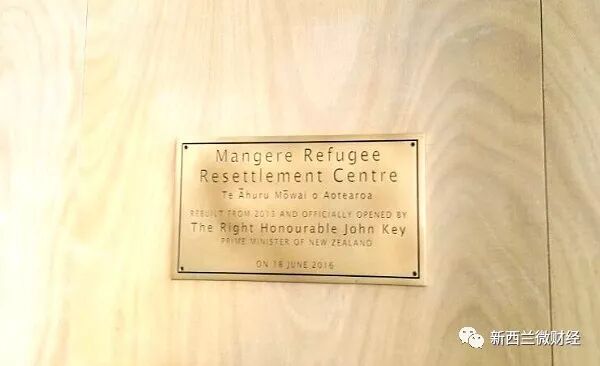 Mangere Refugee
Resettlement Centre
Te Āhuru Mōwai o Aotearoa
REBUILT FROM 2013 AND OFFICIALLY OPENED BY
The Right Honourable John Key
PRIME MINISTER OF NEW ZEALAND
ON 18 JUNE 2016
新西兰微财经